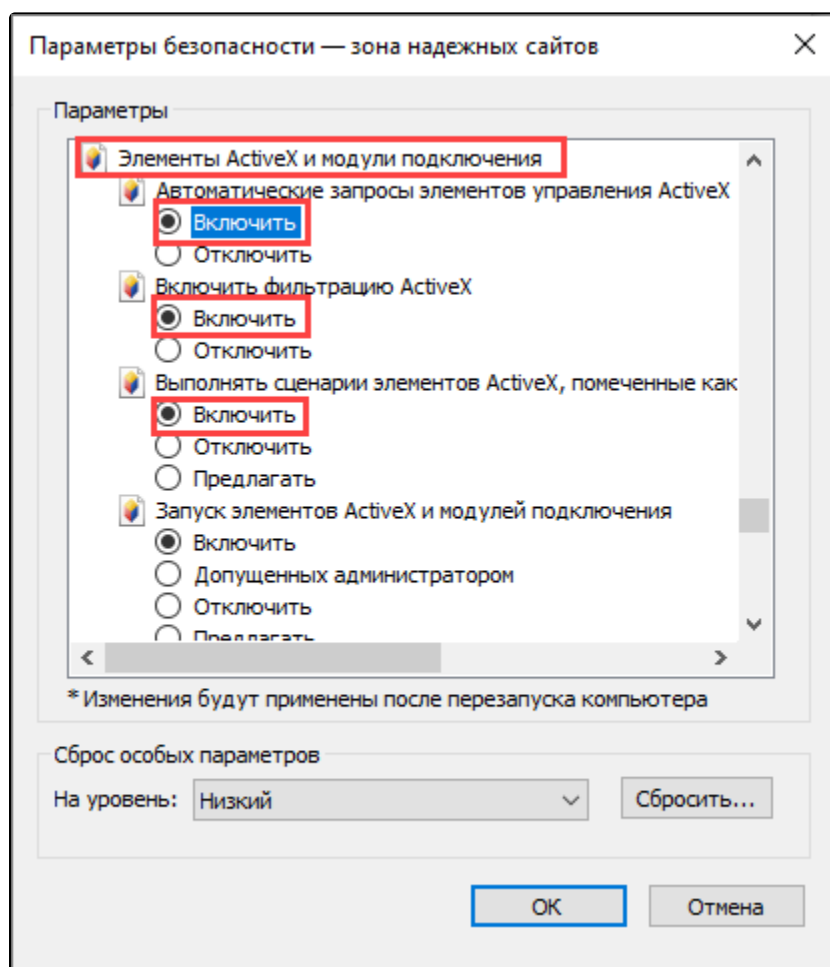 Параметры безопасности — зона надежных сайтов
Параметры
Элементы ActiveX и модули подключения
Автоматические запросы элементов управления ActiveX
Включить
Отключить
Включить фильтрацию ActiveX
Включить
Отключить
Выполнять сценарии элементов ActiveX, помеченные как
Включить
Отключить
Предлагать
Запуск элементов ActiveX и модулей подключения
Включить
Допущенных администратором
Отключить
Предлагать
* Изменения будут применены после перезапуска компьютера
Сброс особых параметров
На уровень: Низкий Сбросить...
ОК Отмена